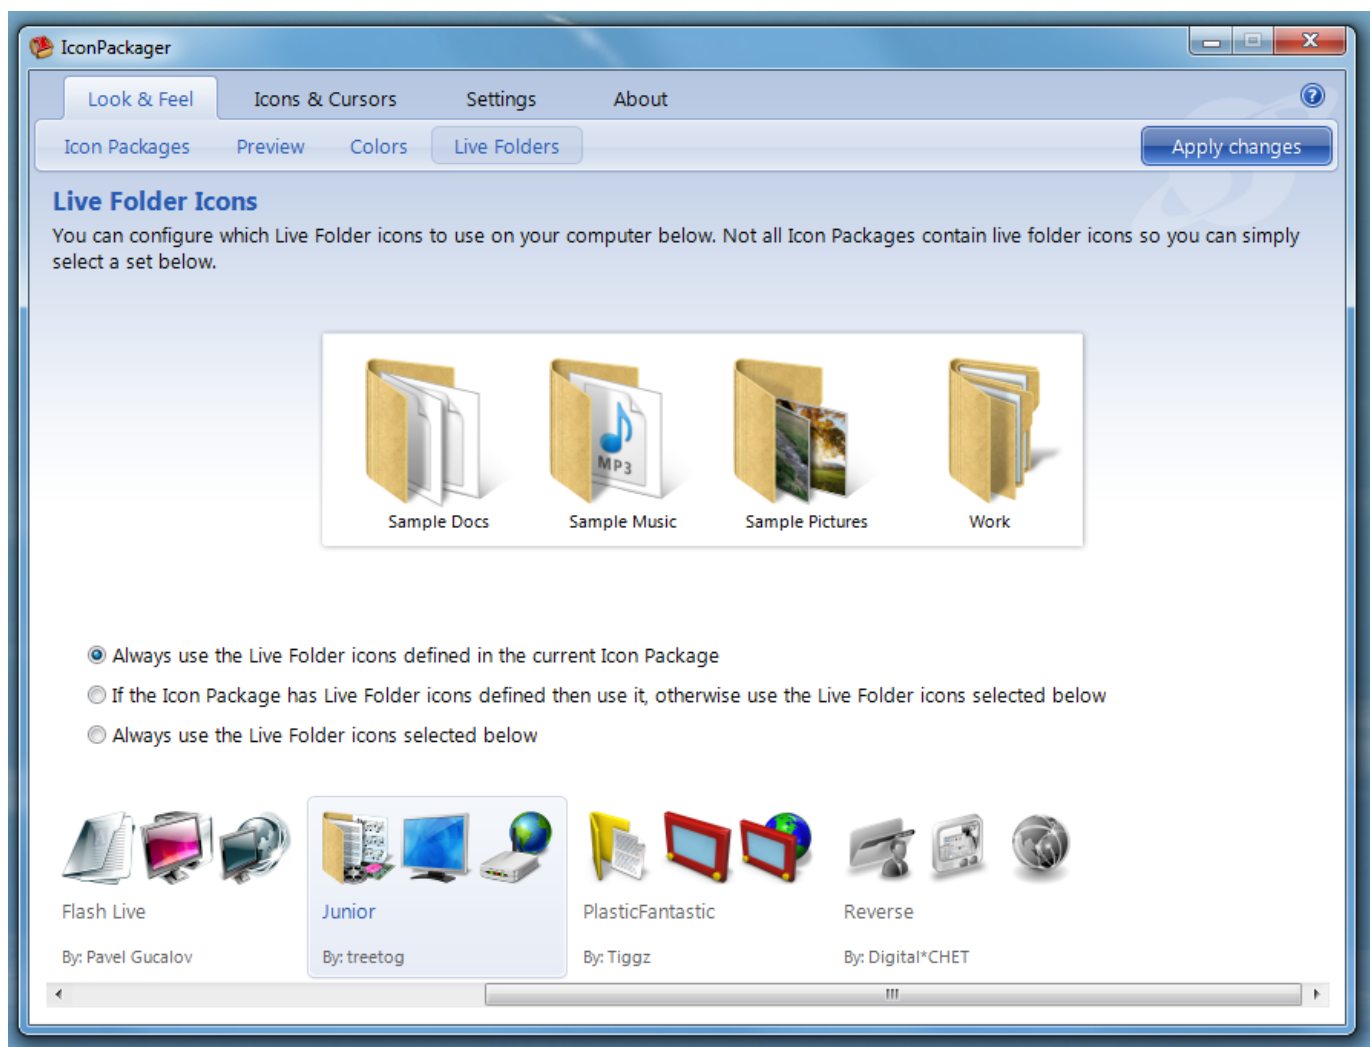 IconPackager
Look & Feel
Icons & Cursors
Settings
About
Icon Packages
Preview
Colors
Live Folders
Apply changes
Live Folder Icons
You can configure which Live Folder icons to use on your computer below. Not all Icon Packages contain live folder icons so you can simply
select a set below.
MP3
Sample Docs
Sample Music
Sample Pictures
Work
Always use the Live Folder icons defined in the current Icon Package
If the Icon Package has Live Folder icons defined then use it, otherwise use the Live Folder icons selected below
Always use the Live Folder icons selected below
Flash Live
Junior
PlasticFantastic
Reverse
By: Pavel Gucalov
By: treetog
By: Tiggz
By: Digital*CHET